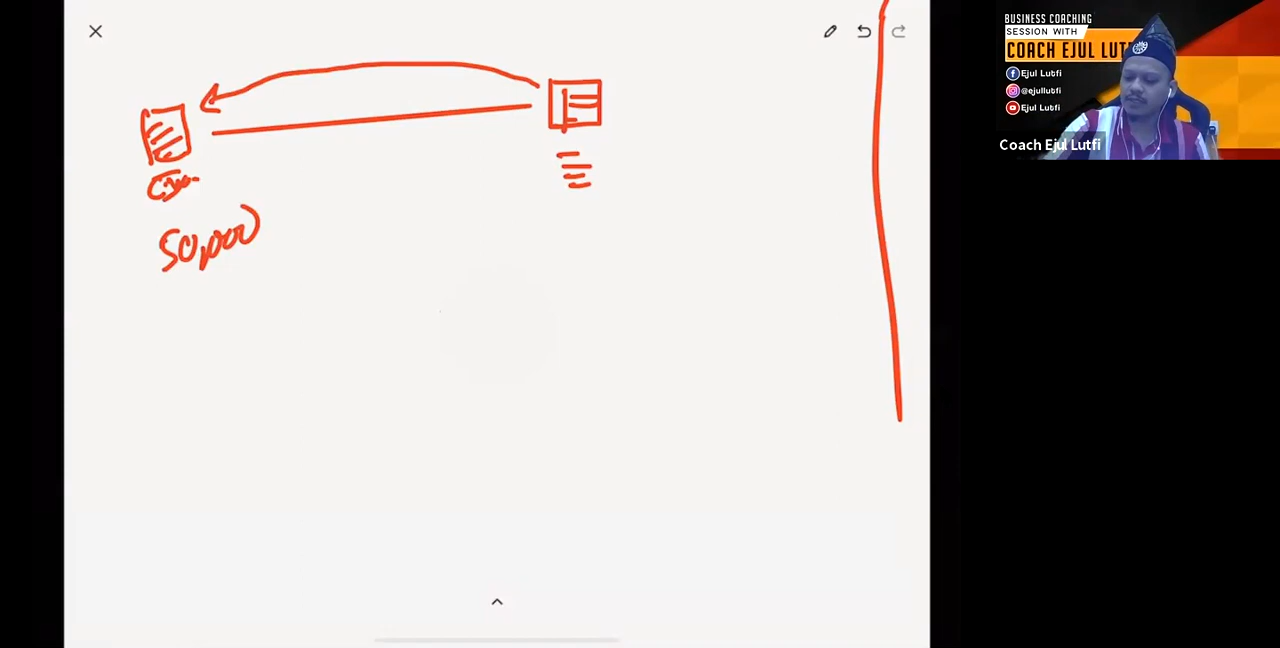 50,000
BUSINESS COACHING
SESSION WITH
COACH EJUL LUT
Ejul Lutfi
@ejullutfi
Ejul Lutfi
Coach Ejul Lutfi